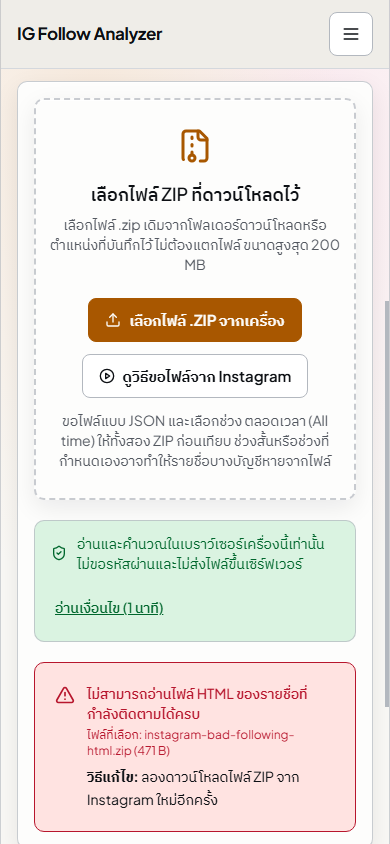 IG Follow Analyzer
เลือกไฟล์ ZIP ที่ดาวน์โหลดไว้
เลือกไฟล์ .zip เดิมจากโฟลเดอร์ดาวน์โหลดหรือ
ตำแหน่งที่บันทึกไว้ ไม่ต้องแตกไฟล์ ขนาดสูงสุด 200
MB
เลือกไฟล์ .ZIP จากเครื่อง
ดูวิธีขอไฟล์จาก Instagram
ขอไฟล์แบบ JSON และเลือกช่วง ตลอดเวลา (All
time) ให้ทั้งสอง ZIP ก่อนเทียบ ช่วงสั้นหรือช่วงที่
กำหนดเองอาจทำให้รายชื่อบางบัญชีหายจากไฟล์
อ่านและคำนวณในเบราว์เซอร์เครื่องนี้เท่านั้น
ไม่ขอรหัสผ่านและไม่ส่งไฟล์ขึ้นเซิร์ฟเวอร์
อ่านเงื่อนไข (1 นาที)
ไม่สามารถอ่านไฟล์ HTML ของรายชื่อที่
กำลังติดตามได้ครบ
ไฟล์ที่เลือก: instagram-bad-following-
html.zip (471 B)
วิธีแก้ไข: ลองดาวน์โหลดไฟล์ ZIP จาก
Instagram ใหม่อีกครั้ง